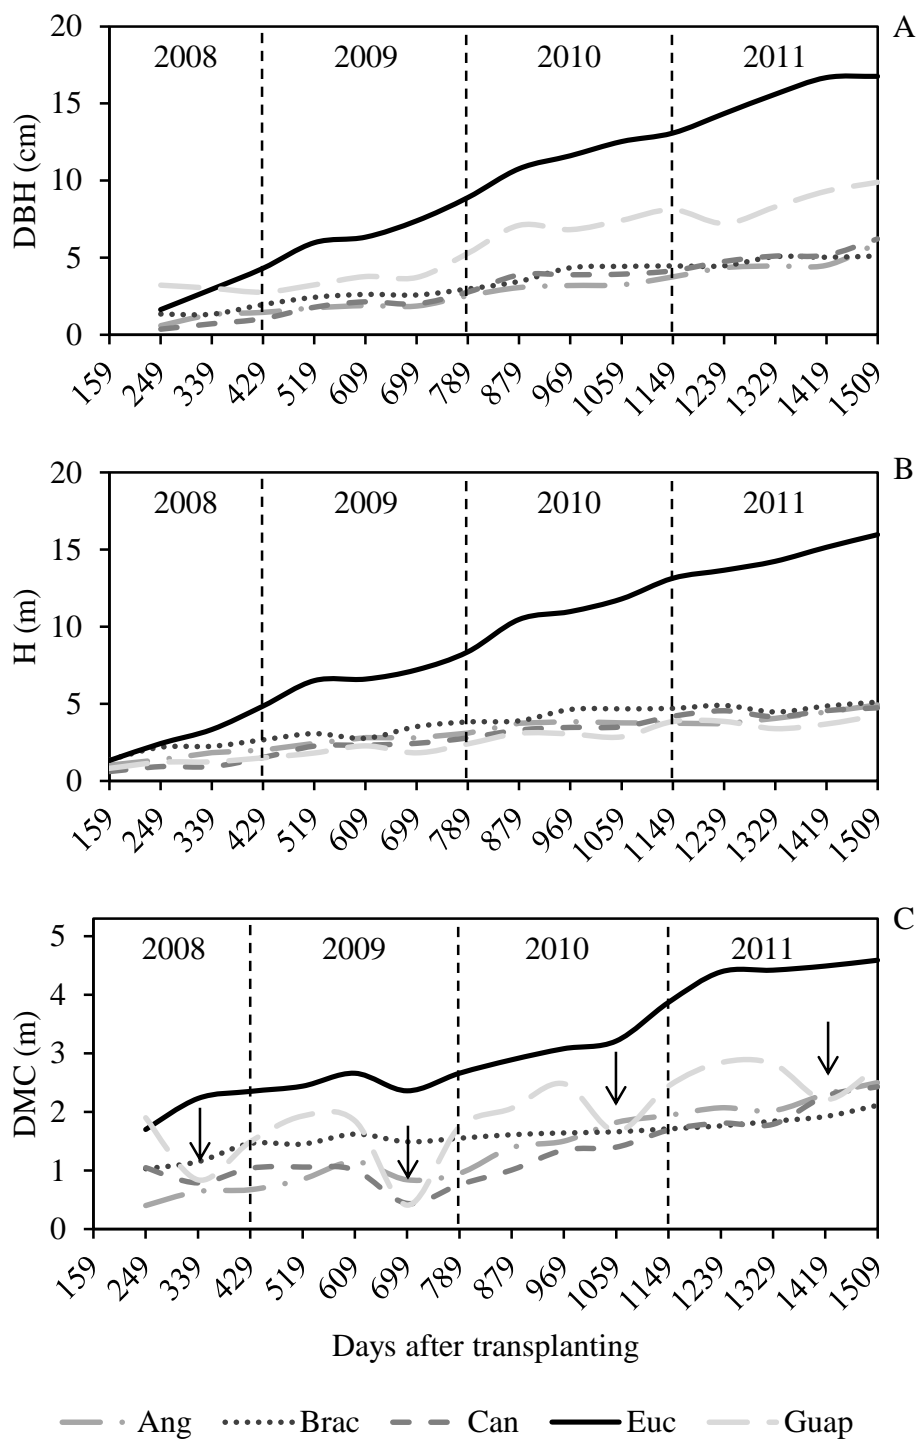 A
20
15
10
5
0
DBH (cm)
2008 2009 2010 2011
159 249 339 429 519 609 699 789 879 969 1059 1149 1239 1329 1419 1509
B
20
15
10
5
0
H (m)
2008 2009 2010 2011
159 249 339 429 519 609 699 789 879 969 1059 1149 1239 1329 1419 1509
C
5
4
3
2
1
0
DMC (m)
2008 2009 2010 2011
159 249 339 429 519 609 699 789 879 969 1059 1149 1239 1329 1419 1509
Days after transplanting
Ang Brac Can Euc Guap